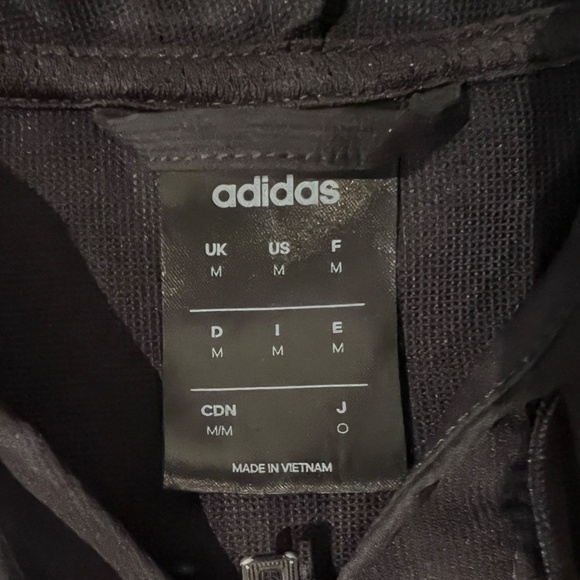 adidas
UK US F
M M M
D I E
M M M
CDN J
M/M O
MADE IN VIETNAM